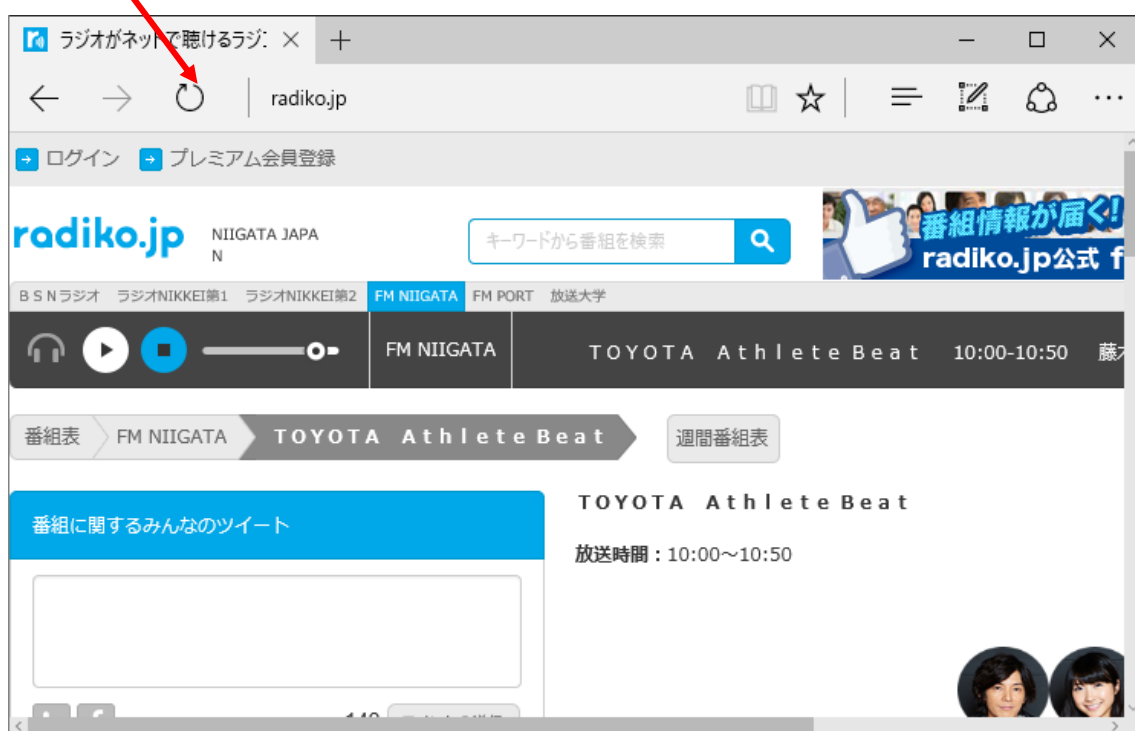 ラジオがネットで聴けるラジ
radiko.jp
ログイン プレミアム会員登録
radiko.jp NIIGATA JAPA
N
キーワードから番組を検索
番組情報が届く!
radiko.jp公式 f
ＢＳＮラジオ ラジオNIKKEI第1 ラジオNIKKEI第2 FM NIIGATA FM PORT 放送大学
FM NIIGATA ＴＯＹＯＴＡ Ａｔｈｌｅｔｅ Ｂｅａｔ 10:00-10:50 藤
番組表 FM NIIGATA ＴＯＹＯＴＡ Ａｔｈｌｅｔｅ Ｂｅａｔ 週間番組表
番組に関するみんなのツイート
ＴＯＹＯＴＡ Ａｔｈｌｅｔｅ Ｂｅａｔ
放送時間：10:00～10:50